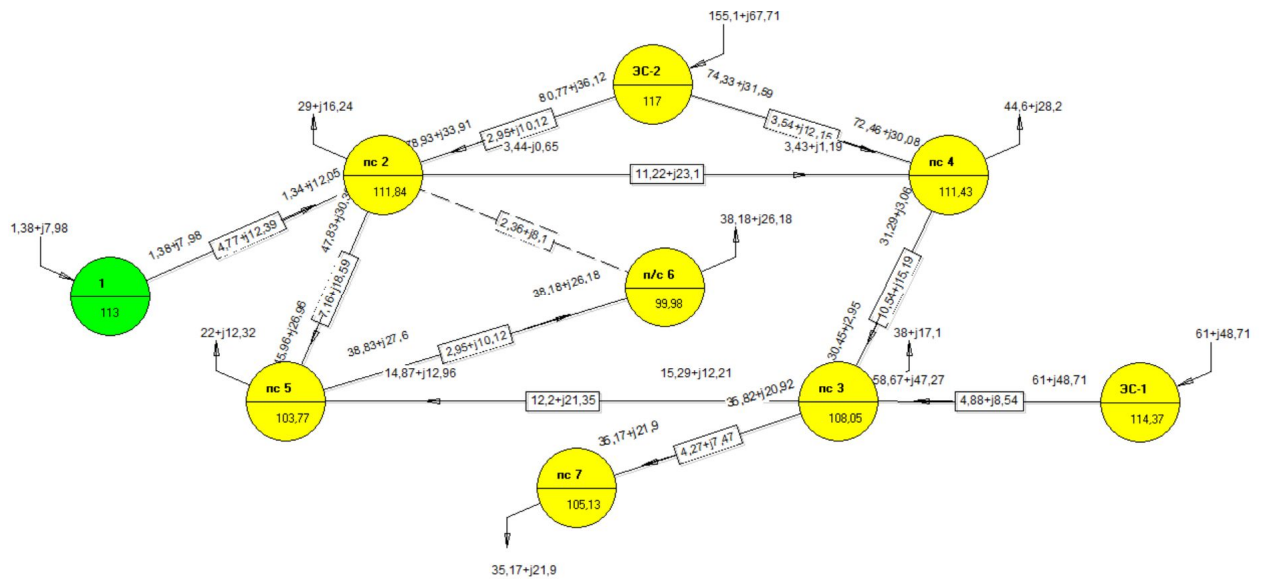 155,1+j67,71
ЭС-2
117
80,77+j36,12
74,33+j31,59
2,95+j10,12
3,54+j12,15
29+j16,24
44,6+j28,2
78,93+j33,91
72,46+j30,08
3,44-j0,65
3,43+j1,19
пс 2
111,84
11,22+j23,1
пс 4
111,43
1,34+j12,05
4,77+j12,39
1,38+j7,98
1,38+j7,98
1
113
2,36+j8,1
38,18+j26,18
31,29+j3,06
7,16+j18,59
10,54+j15,19
п/с 6
99,98
38,18+j26,18
22+j12,32
38,83+j27,6
2,95+j10,12
30,45+j2,95
38+j17,1
61+j48,71
14,87+j12,96
15,29+j12,21
58,67+j47,27
61+j48,71
пс 5
103,77
12,2+j21,35
35,82+j20,92
пс 3
108,05
4,88+j8,54
ЭС-1
114,37
35,17+j21,9
4,27+j7,47
пс 7
105,13
35,17+j21,9